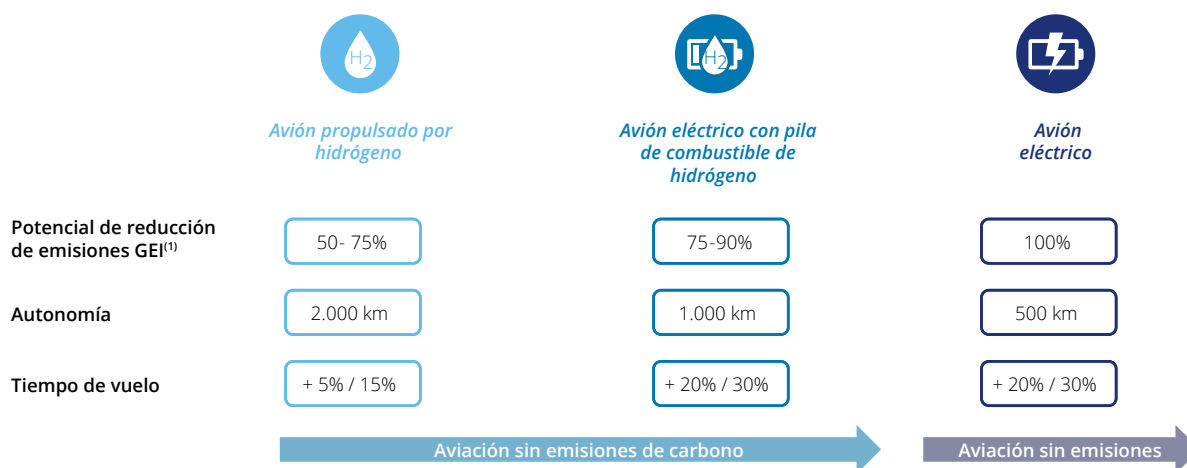 H2
H2
Avión propulsado por
hidrógeno
Avión eléctrico con pila
de combustible de
hidrógeno
Avión
eléctrico
Potencial de reducción
de emisiones GEI(1)
50- 75%
75-90%
100%
Autonomía
2.000 km
1.000 km
500 km
Tiempo de vuelo
+ 5% / 15%
+ 20% / 30%
+ 20% / 30%
Aviación sin emisiones de carbono
Aviación sin emisiones